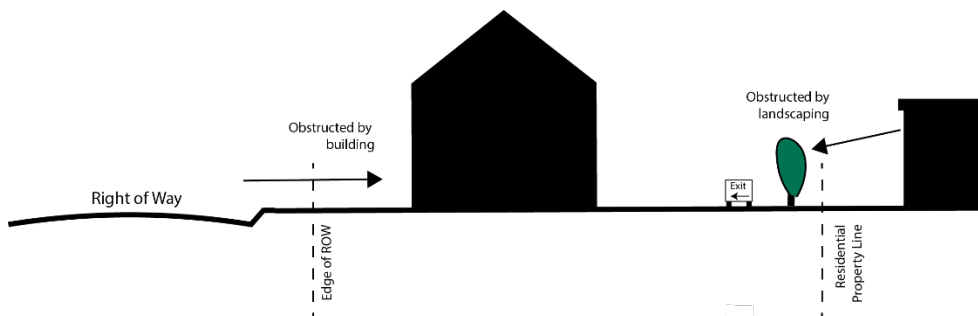 Obstructed by
building
Obstructed by
landscaping
Right of Way
Exit
Edge of ROW
Residential
Property Line